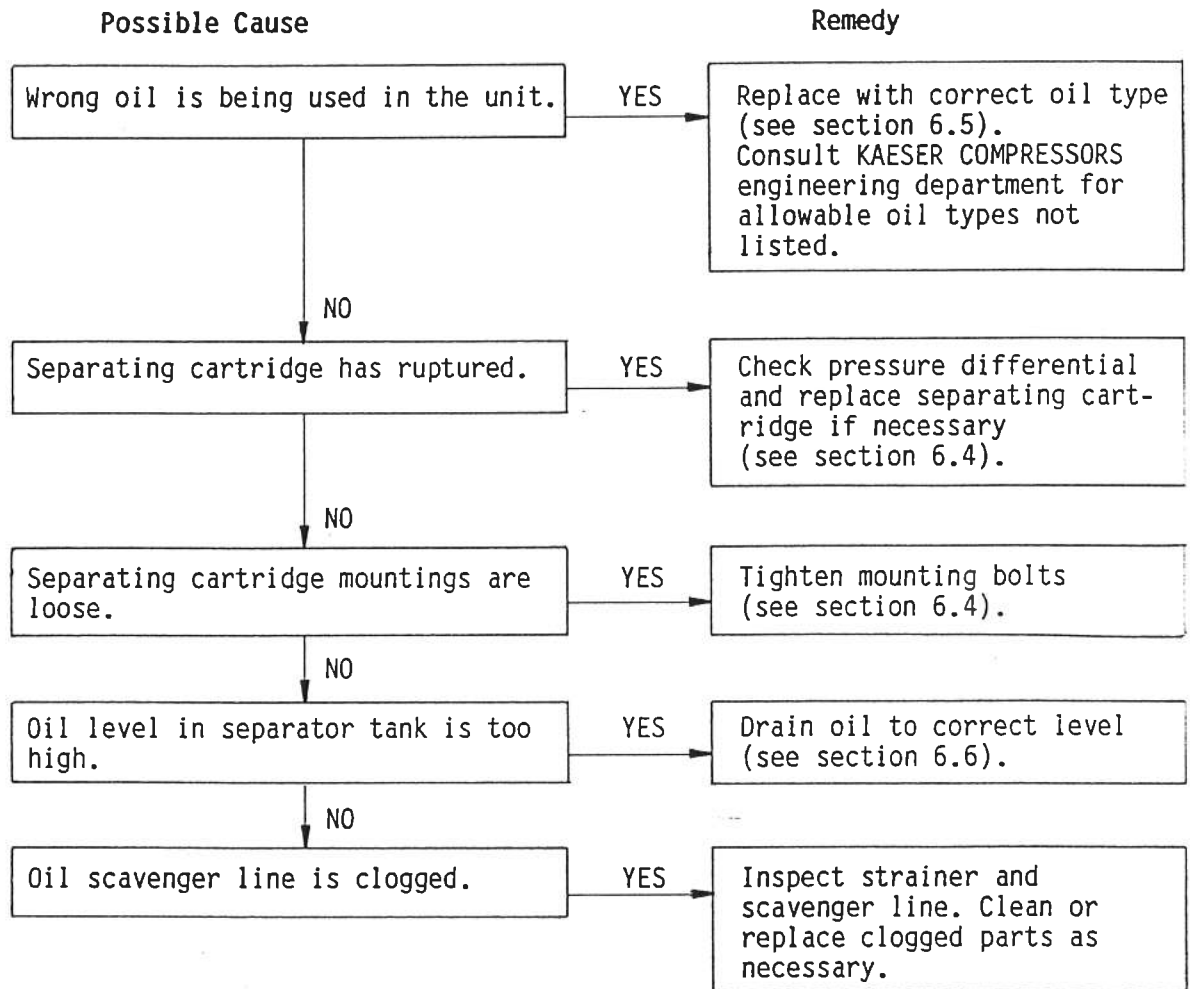 Possible Cause
Remedy
Wrong oil is being used in the unit.
YES
Replace with correct oil type
(see section 6.5).
Consult KAESER COMPRESSORS
engineering department for
allowable oil types not
listed.
NO
Separating cartridge has ruptured.
YES
Check pressure differential
and replace separating cart-
ridge if necessary
(see section 6.4).
NO
Separating cartridge mountings are
loose.
YES
Tighten mounting bolts
(see section 6.4).
NO
Oil level in separator tank is too
high.
YES
Drain oil to correct level
(see section 6.6).
NO
Oil scavenger line is clogged.
YES
Inspect strainer and
scavenger line. Clean or
replace clogged parts as
necessary.